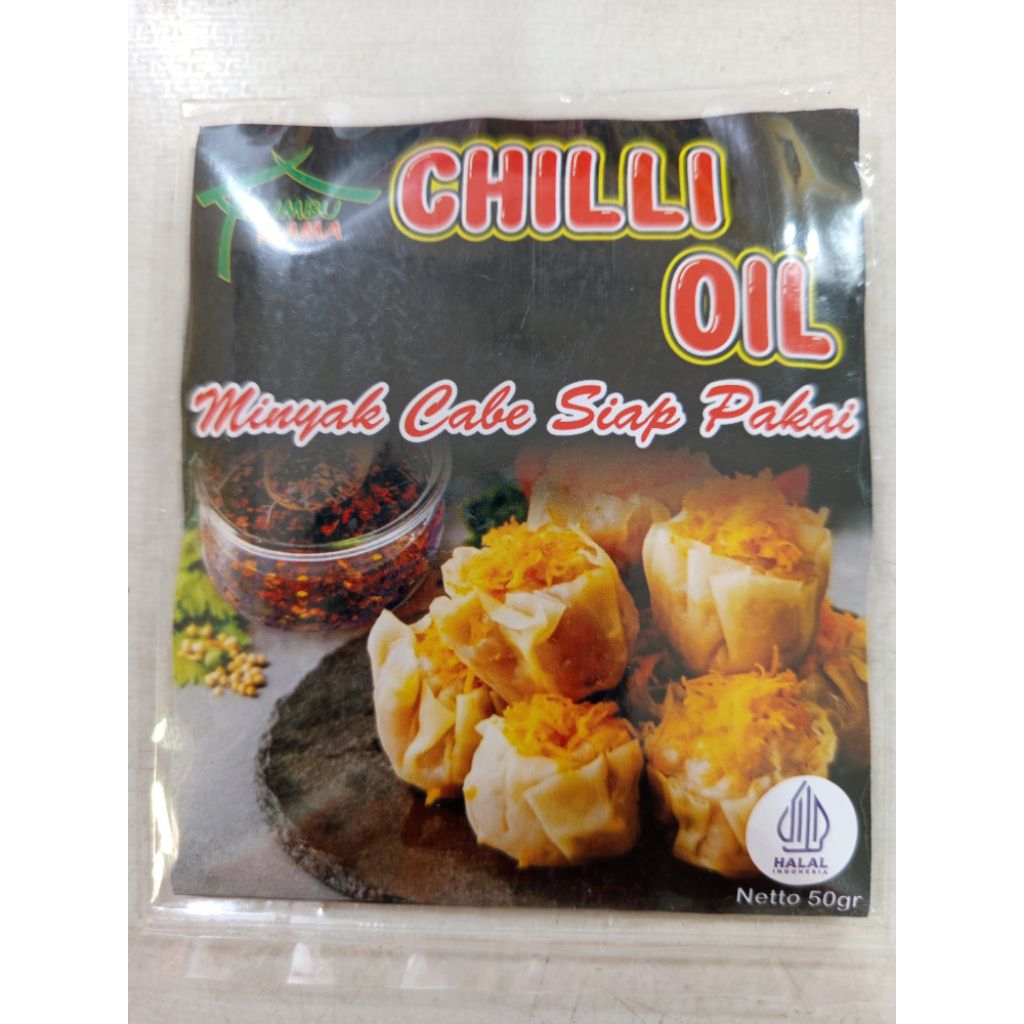 CHILLI
OIL
Minyak Cabe Siap Pakai
HALAL
INDONESIA
Netto 50gr